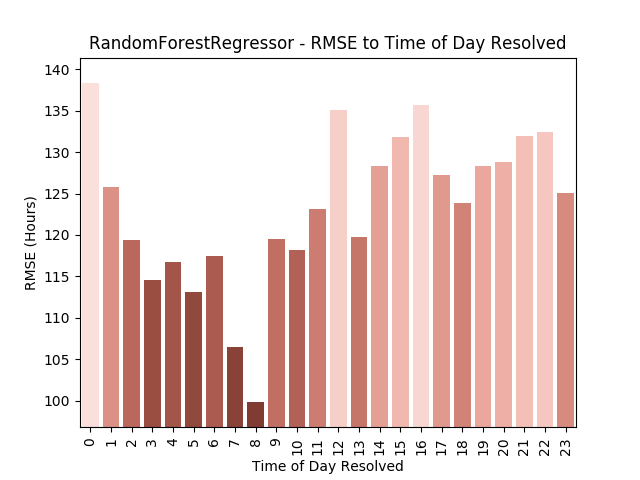 RandomForestRegressor - RMSE to Time of Day Resolved
RMSE (Hours)
140
135
130
125
120
115
110
105
100
0 1 2 3 4 5 6 7 8 9 10 11 12 13 14 15 16 17 18 19 20 21 22 23
Time of Day Resolved